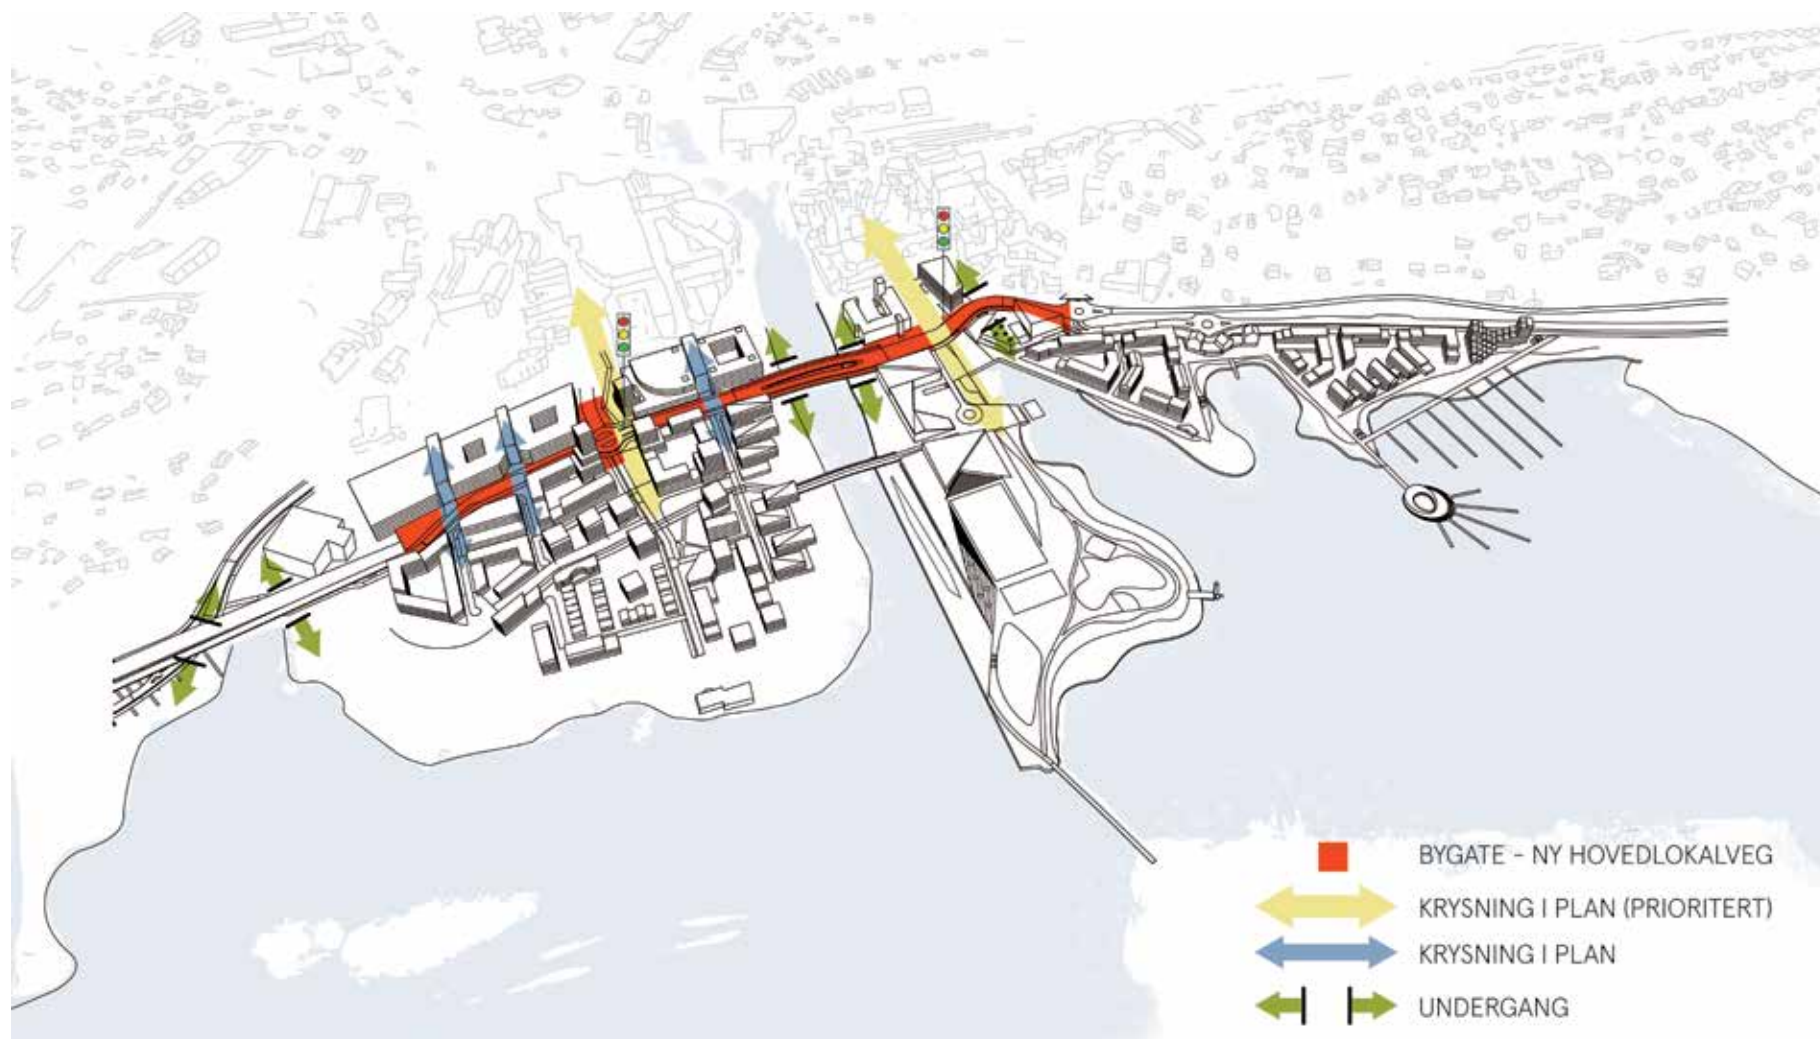 BYGATE - NY HOVEDLOKALVEG
KRYSNING I PLAN (PRIORITERT)
KRYSNING I PLAN
UNDERGANG